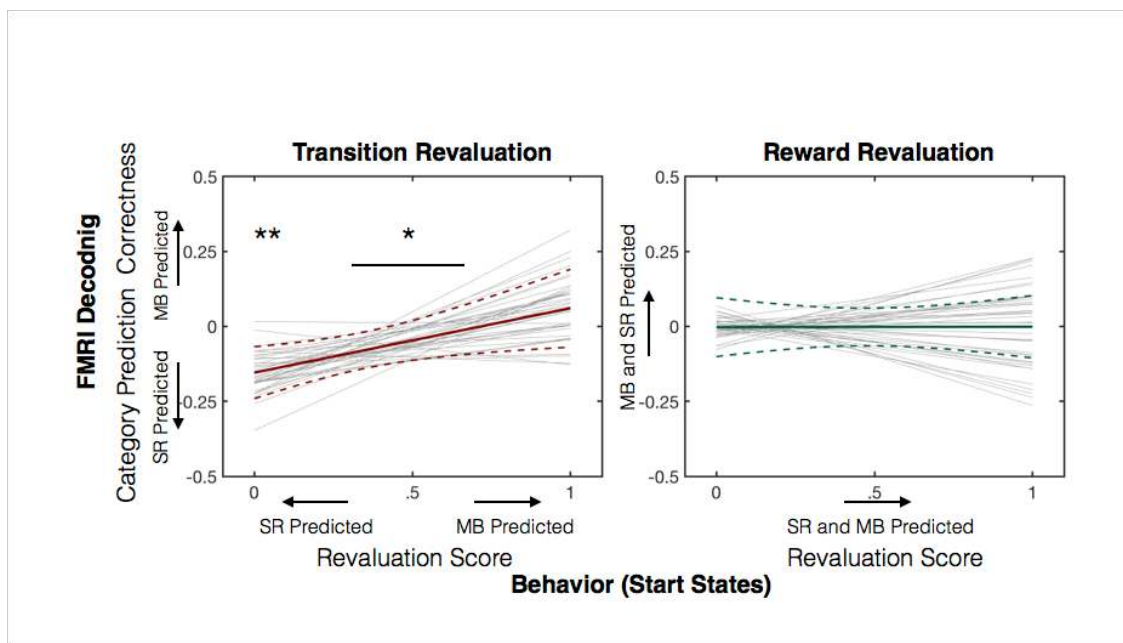 Transition Revaluation
Reward Revaluation
FMRI Decodnig
Category Prediction Correctness
SR Predicted
MB Predicted
0.5
0.25
0
-0.25
-0.5
**
*
0
.5
1
SR Predicted
MB Predicted
Revaluation Score
MB and SR Predicted
0.5
0.25
0
-0.25
-0.5
0
.5
1
SR and MB Predicted
Revaluation Score
Behavior (Start States)